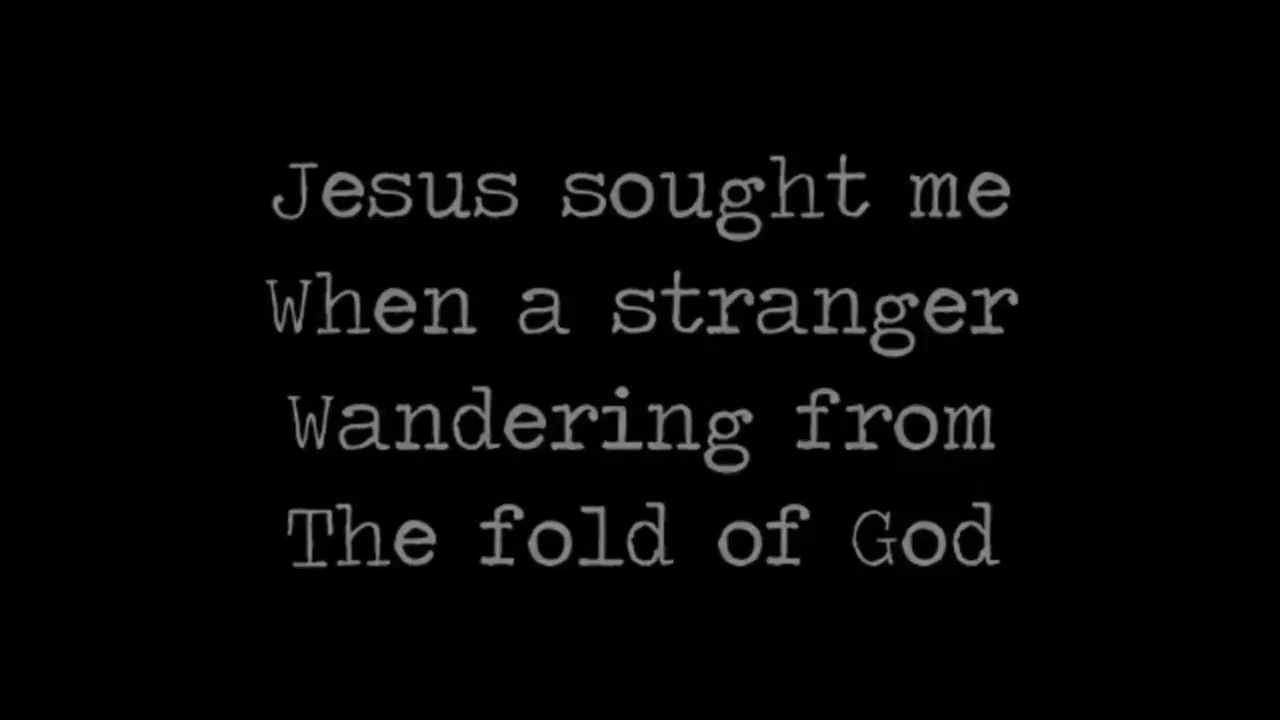 Jesus sought me
When a stranger
Wandering from
The fold of God